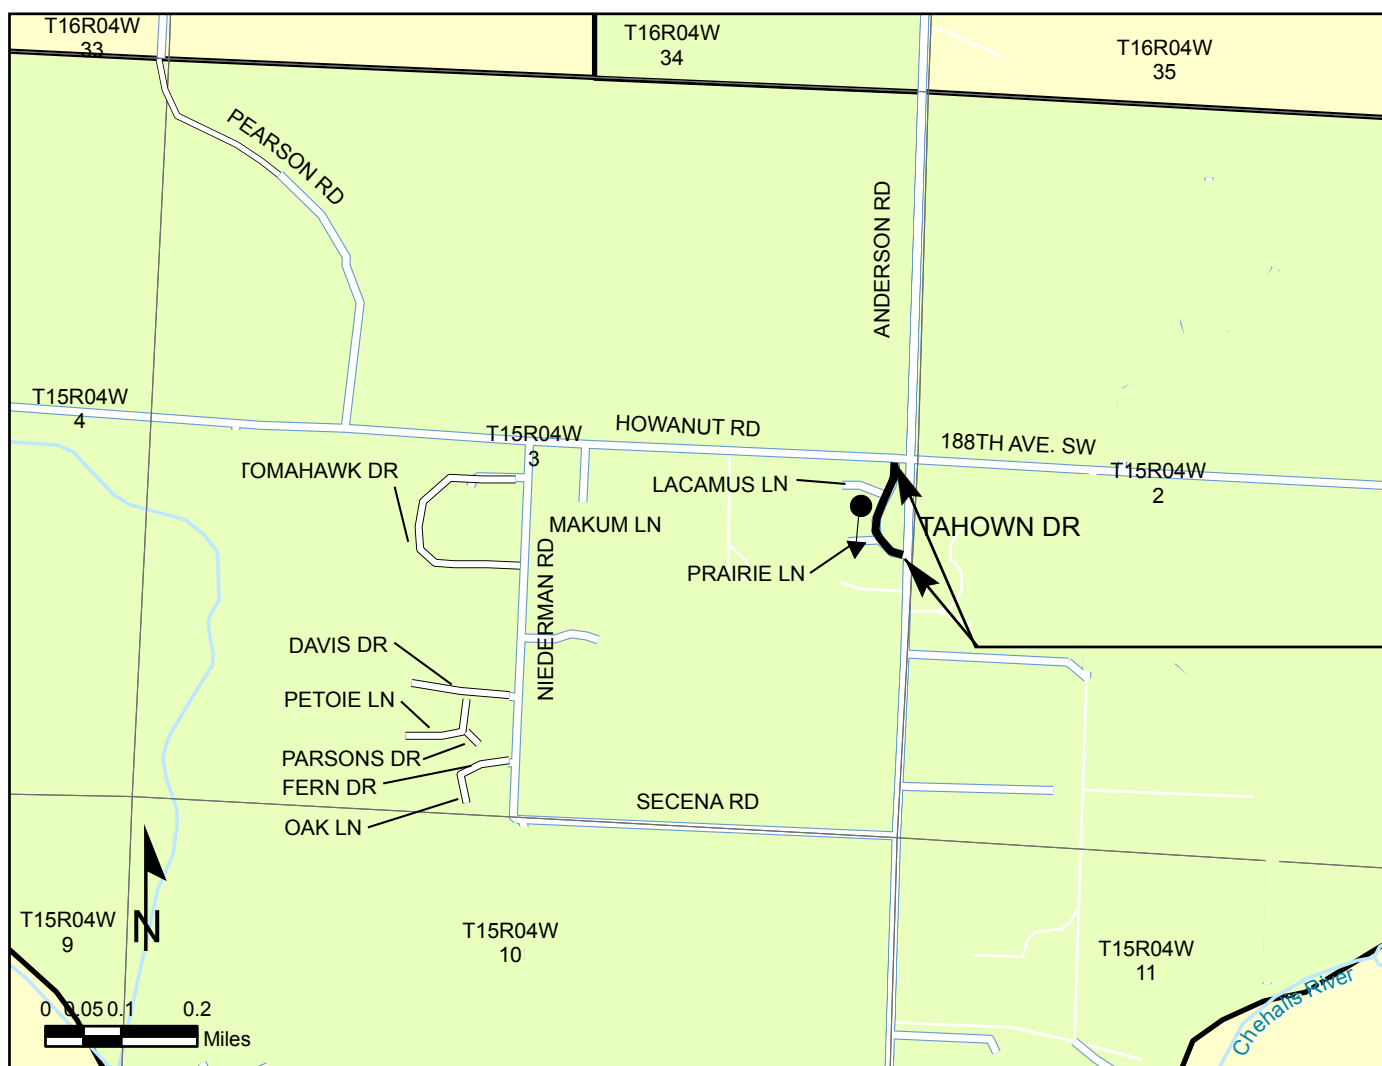 T16R04W
33
T16R04W
34
T16R04W
35
PEARSON RD
ANDERSON RD
T15R04W
4
HOWANUT RD
T15R04W
3
188TH AVE. SW
T15R04W
2
TOMAHAWK DR
LACAMUS LN
MAKUM LN
TAHOWN DR
PRAIRIE LN
NIEDERMAN RD
DAVIS DR
PETOIE LN
PARSONS DR
FERN DR
OAK LN
SECENA RD
T15R04W
9
N
T15R04W
10
T15R04W
11
Chehalis River
0 0.05 0.1 0.2
Miles